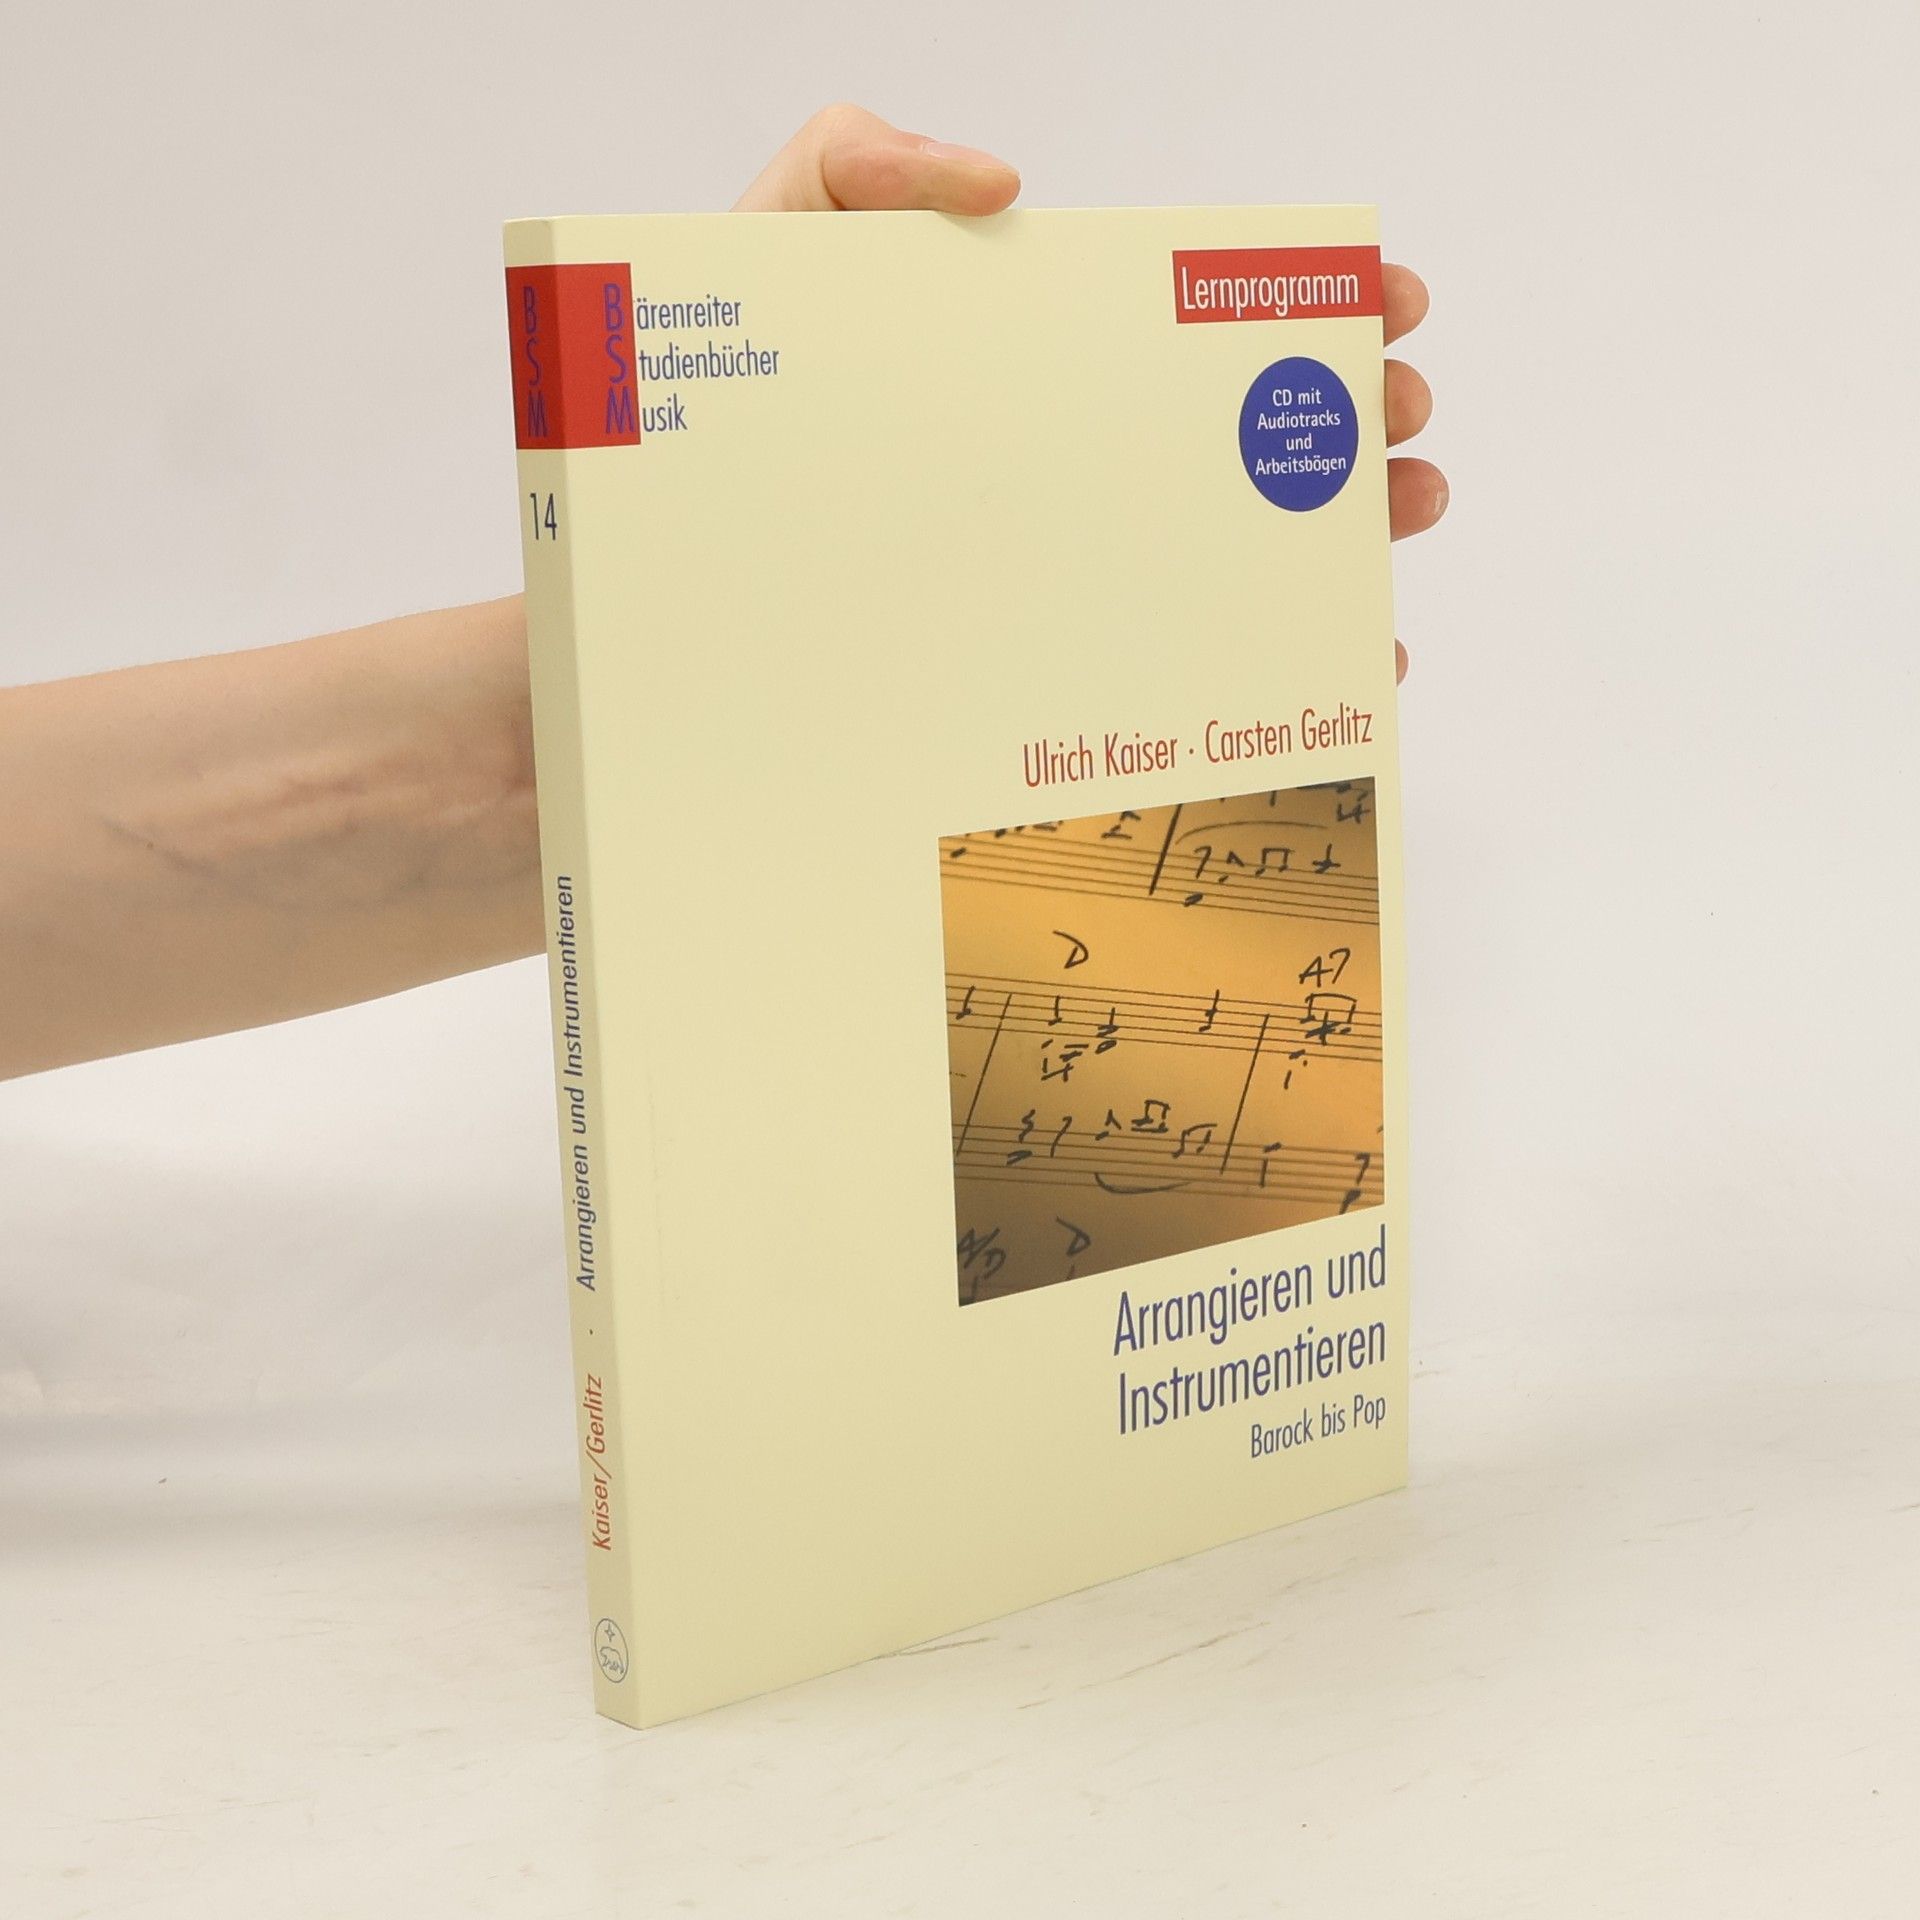 Bärenreiter
Studienbücher
Musik
Lernprogramm
CD mit
Audiotracks
und
Arbeitsbögen
Ulrich Kaiser · Carsten Gerlitz
D
A7
A/D
D
Arrangieren und
Instrumentieren
Barock bis Pop
B
S
M
14
Kaiser/Gerlitz · Arrangieren und Instrumentieren